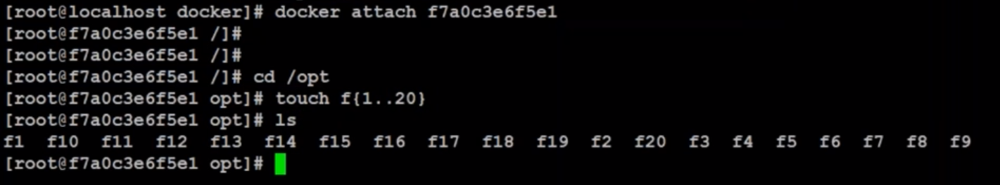 [root@localhost docker]# docker attach f7a0c3e6f5e1
[root@f7a0c3e6f5e1 /]#
[root@f7a0c3e6f5e1 /]#
[root@f7a0c3e6f5e1 /]# cd /opt
[root@f7a0c3e6f5e1 opt]# touch f{1..20}
[root@f7a0c3e6f5e1 opt]# ls
f1  f10  f11  f12  f13  f14  f15  f16  f17  f18  f19  f2  f20  f3  f4  f5  f6  f7  f8  f9
[root@f7a0c3e6f5e1 opt]#